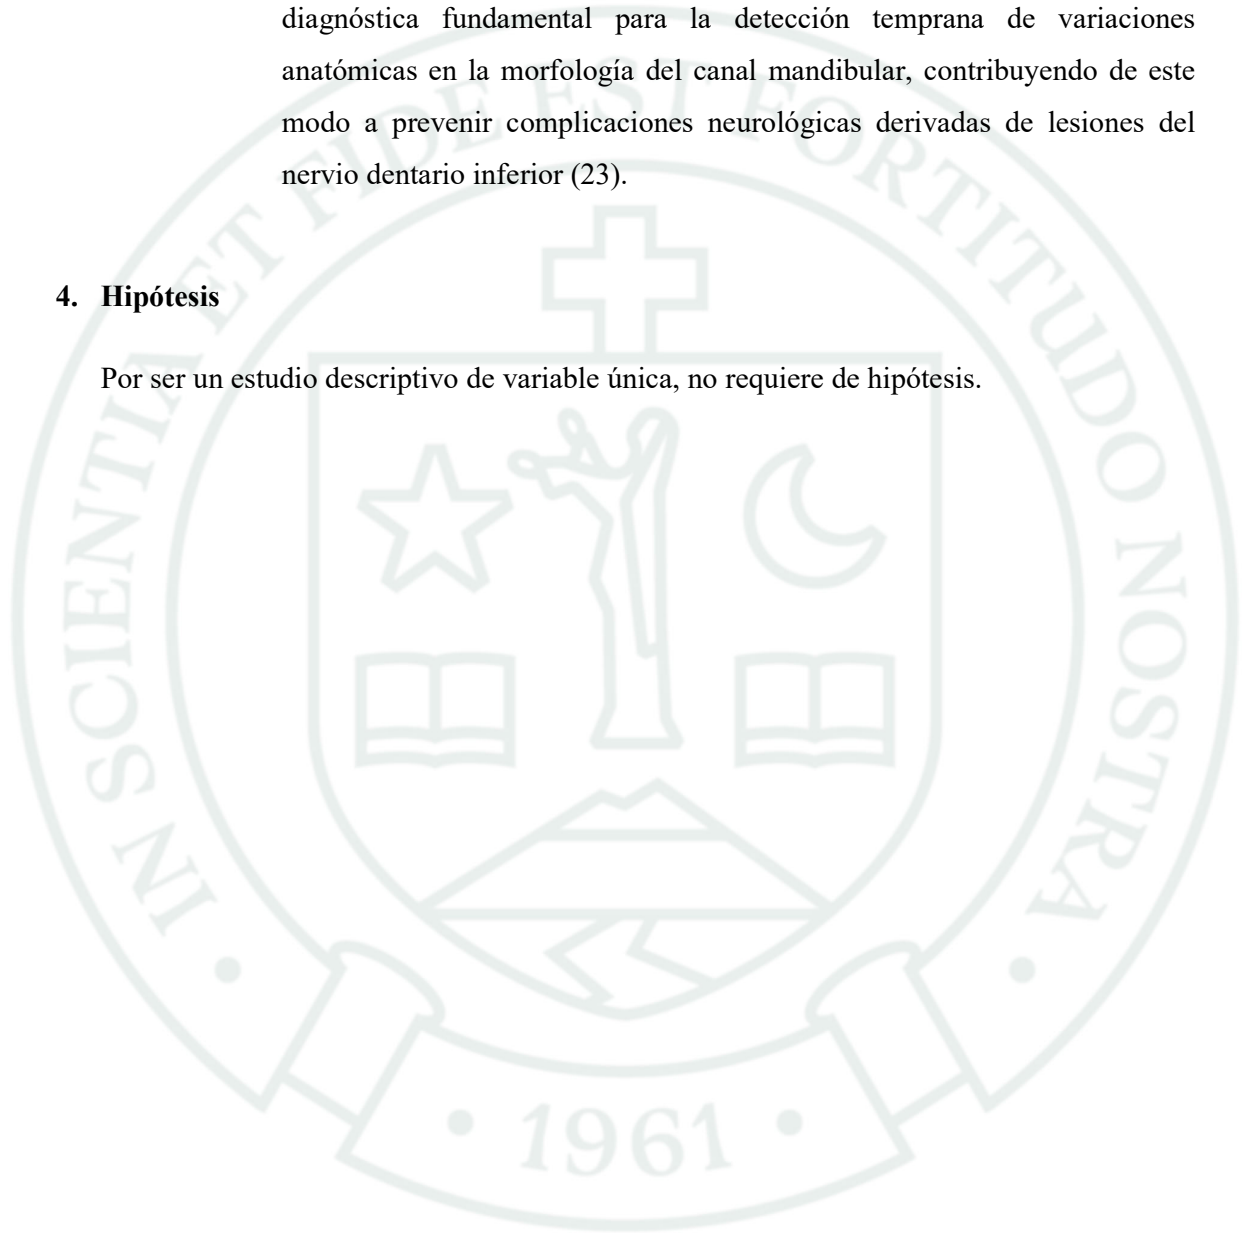 diagnóstica fundamental para la detección temprana de variaciones
anatómicas en la morfología del canal mandibular, contribuyendo de este
modo a prevenir complicaciones neurológicas derivadas de lesiones del
nervio dentario inferior (23).
4. Hipótesis
Por ser un estudio descriptivo de variable única, no requiere de hipótesis.
IN SCIENTIA ET FIDE EST FORTITUDO NOSTRA
• 1961 •